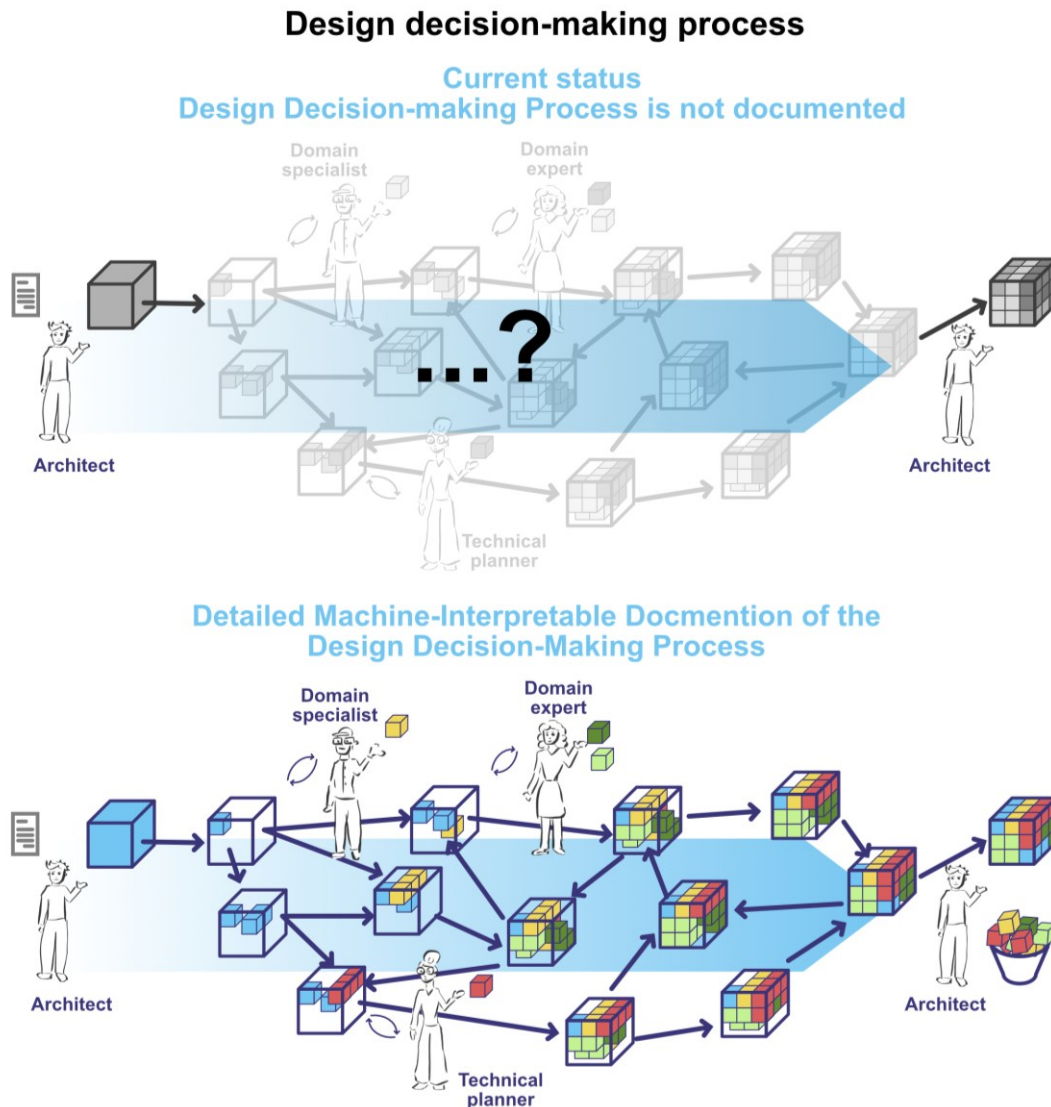 Design decision-making process
Current status
Design Decision-making Process is not documented
Domain
specialist
Domain
expert
... ?
Architect
Architect
Technical
planner
Detailed Machine-Interpretable Docmention of the
Design Decision-Making Process
Domain
specialist
Domain
expert
Architect
Architect
Technical
planner